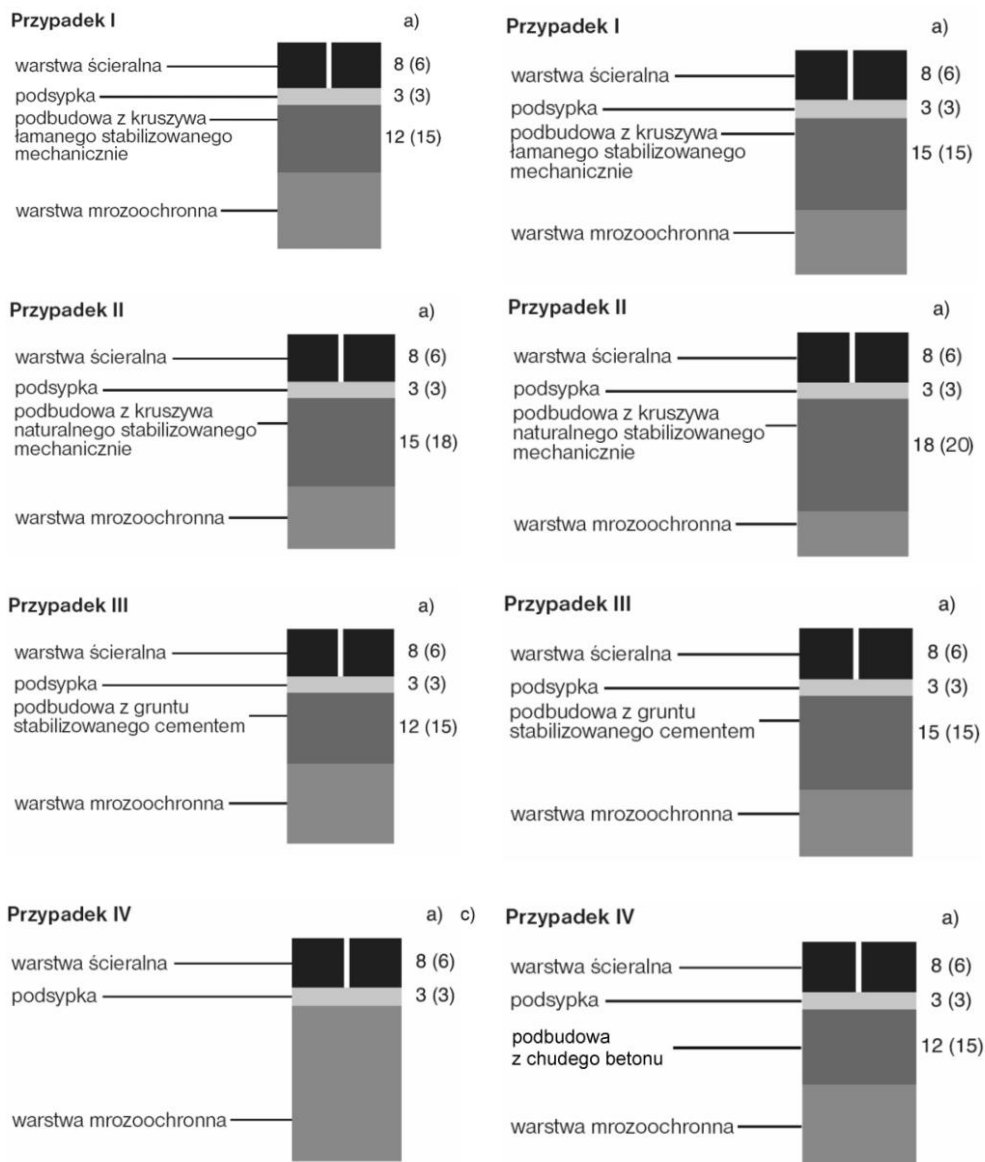 Przypadek I a)
warstwa ścieralna 8 (6)
podsypka 3 (3)
podbudowa z kruszywa
łamanego stabilizowanego 12 (15)
mechanicznie
warstwa mrozoochronna
Przypadek I a)
warstwa ścieralna 8 (6)
podsypka 3 (3)
podbudowa z kruszywa
łamanego stabilizowanego 15 (15)
mechanicznie
warstwa mrozoochronna
Przypadek II a)
warstwa ścieralna 8 (6)
podsypka 3 (3)
podbudowa z kruszywa
naturalnego stabilizowanego 15 (18)
mechanicznie
warstwa mrozoochronna
Przypadek II a)
warstwa ścieralna 8 (6)
podsypka 3 (3)
podbudowa z kruszywa
naturalnego stabilizowanego 18 (20)
mechanicznie
warstwa mrozoochronna
Przypadek III a)
warstwa ścieralna 8 (6)
podsypka 3 (3)
podbudowa z gruntu
stabilizowanego cementem 12 (15)
warstwa mrozoochronna
Przypadek III a)
warstwa ścieralna 8 (6)
podsypka 3 (3)
podbudowa z gruntu
stabilizowanego cementem 15 (15)
warstwa mrozoochronna
Przypadek IV a) c)
warstwa ścieralna 8 (6)
podsypka 3 (3)
warstwa mrozoochronna
Przypadek IV a)
warstwa ścieralna 8 (6)
podsypka 3 (3)
podbudowa
z chudego betonu 12 (15)
warstwa mrozoochronna